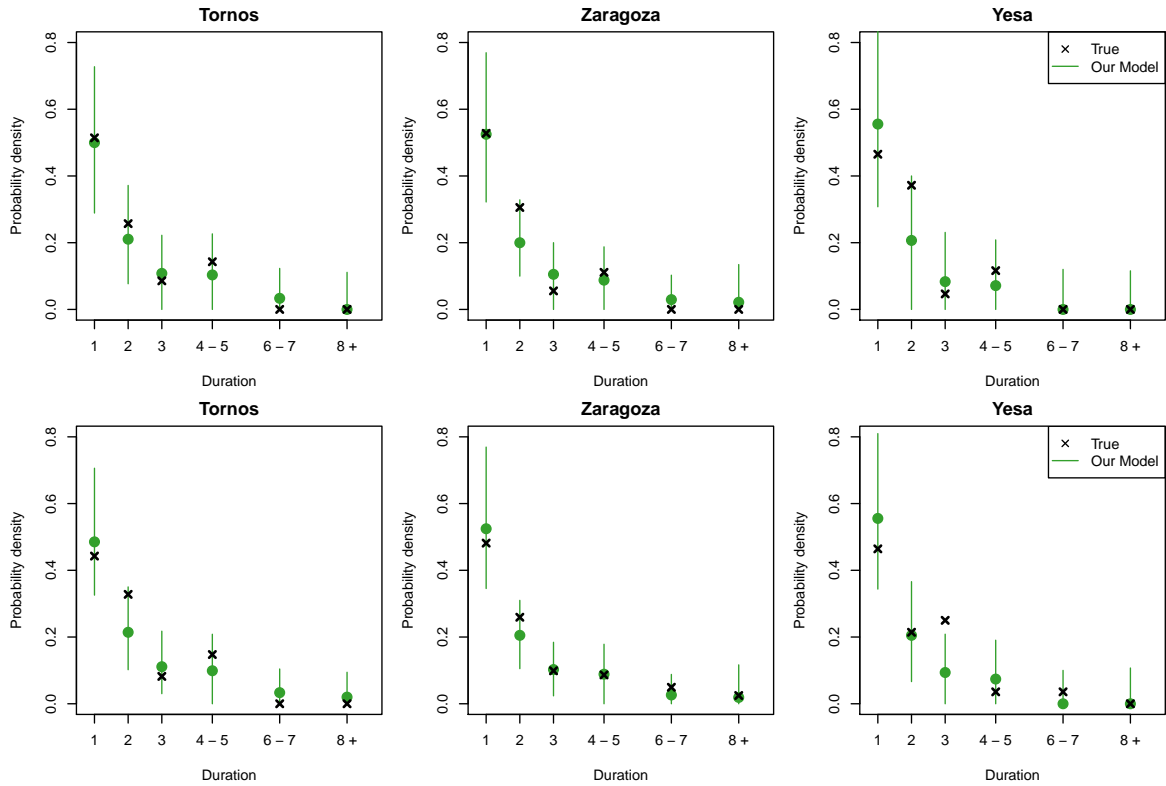 Tornos
Probability density
0.0
0.2
0.4
0.6
0.8
1 2 3 4 – 5 6 – 7 8 +
Duration
Zaragoza
Probability density
0.0
0.2
0.4
0.6
0.8
1 2 3 4 – 5 6 – 7 8 +
Duration
Yesa
Probability density
0.0
0.2
0.4
0.6
0.8
True
Our Model
1 2 3 4 – 5 6 – 7 8 +
Duration
Tornos
Probability density
0.0
0.2
0.4
0.6
0.8
1 2 3 4 – 5 6 – 7 8 +
Duration
Zaragoza
Probability density
0.0
0.2
0.4
0.6
0.8
1 2 3 4 – 5 6 – 7 8 +
Duration
Yesa
Probability density
0.0
0.2
0.4
0.6
0.8
True
Our Model
1 2 3 4 – 5 6 – 7 8 +
Duration